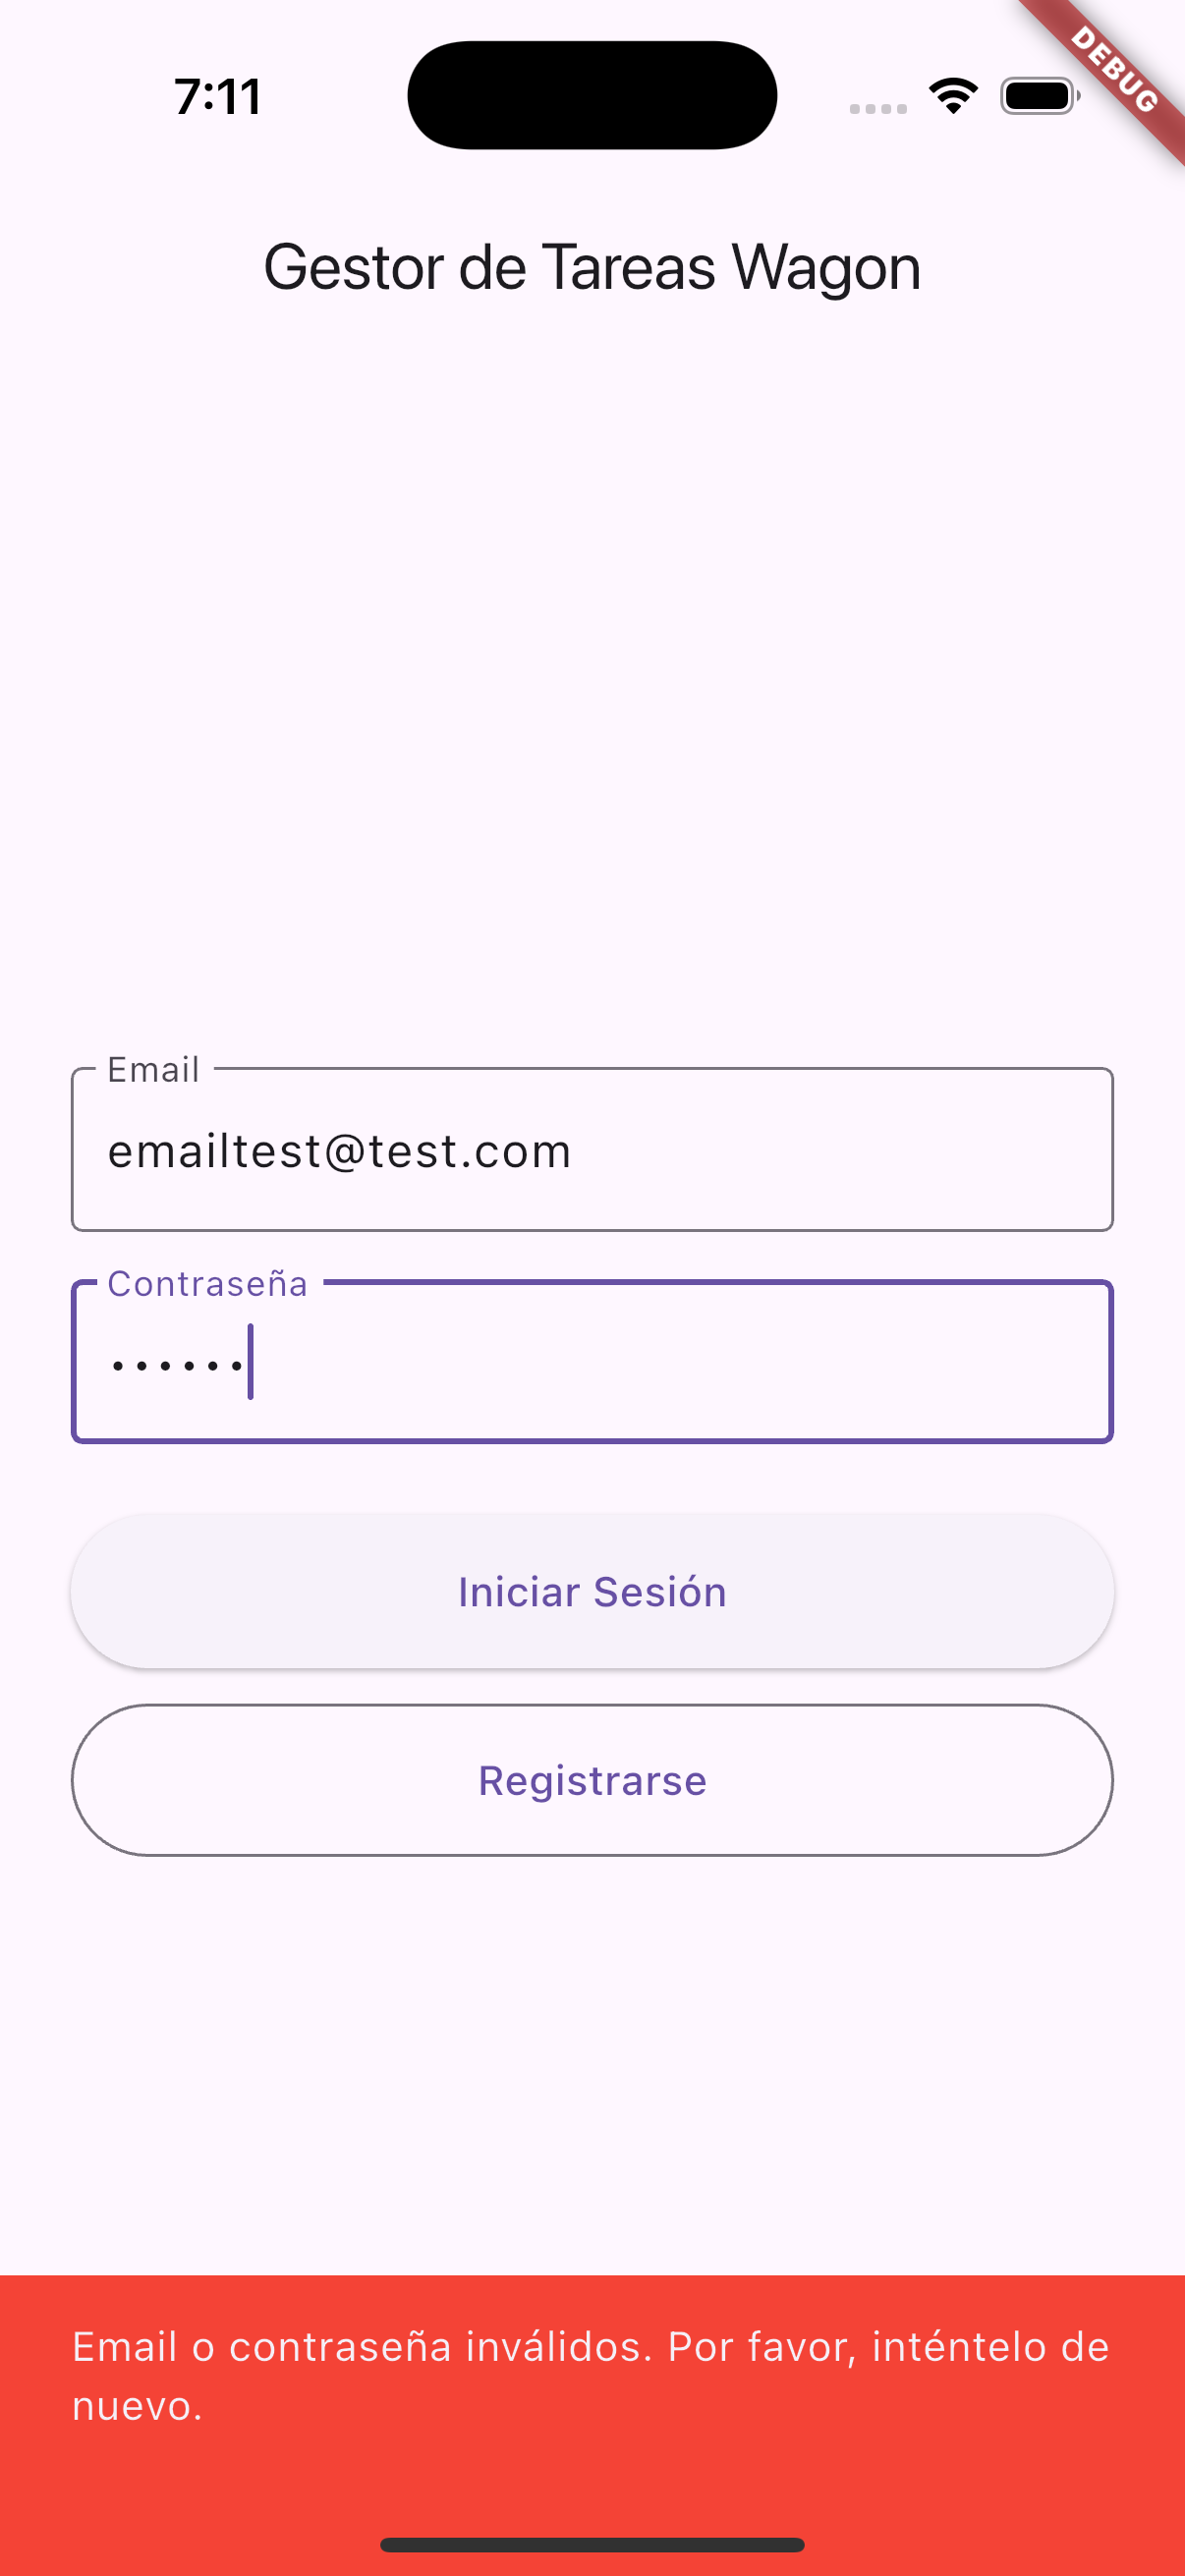 7:11
DEBUG
Gestor de Tareas Wagon
Email
emailtest@test.com
Contraseña
••••••
Iniciar Sesión
Registrarse
Email o contraseña inválidos. Por favor, inténtelo de
nuevo.